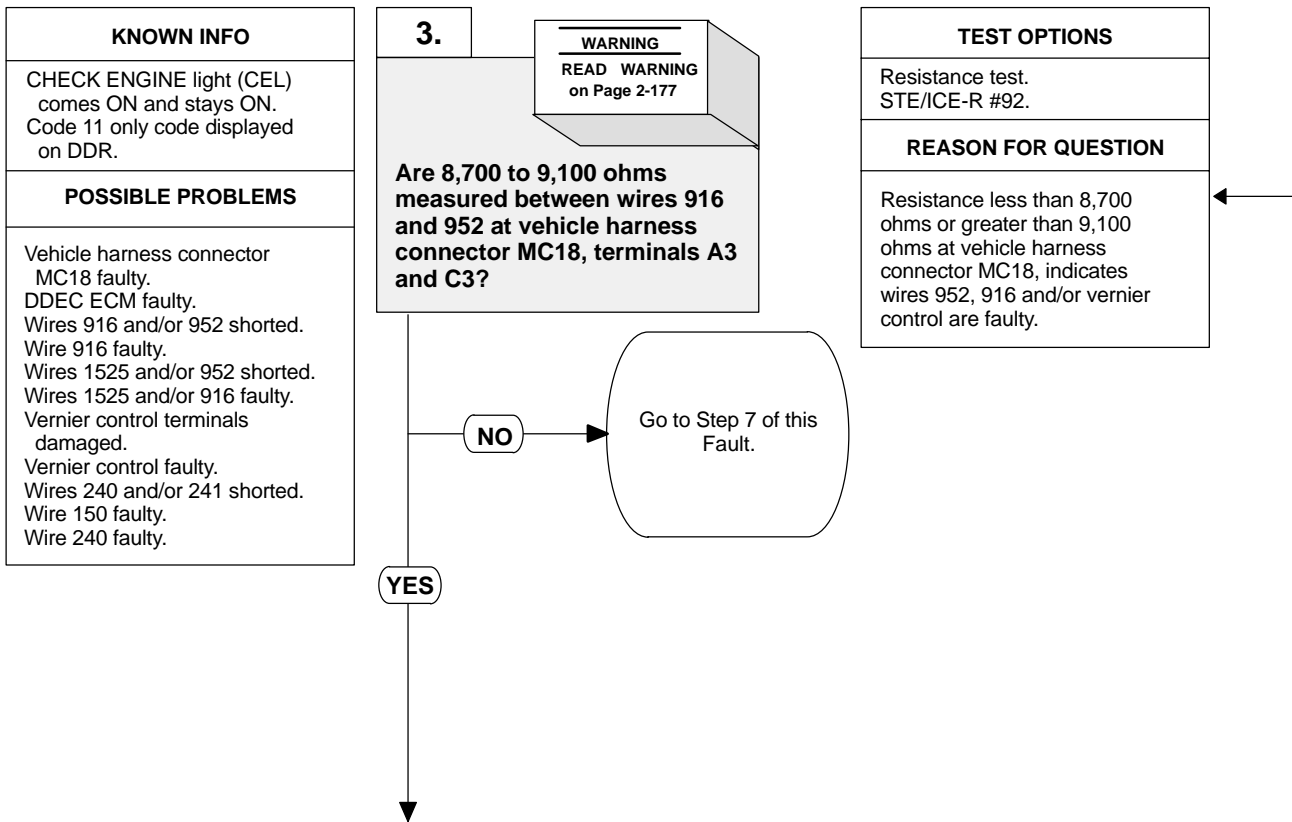 KNOWN INFO
CHECK ENGINE light (CEL)
comes ON and stays ON.
Code 11 only code displayed
on DDR.
POSSIBLE PROBLEMS
Vehicle harness connector
MC18 faulty.
DDEC ECM faulty.
Wires 916 and/or 952 shorted.
Wire 916 faulty.
Wires 1525 and/or 952 shorted.
Wires 1525 and/or 916 faulty.
Vernier control terminals
damaged.
Vernier control faulty.
Wires 240 and/or 241 shorted.
Wire 150 faulty.
Wire 240 faulty.
3.
WARNING
READ WARNING
on Page 2-177
Are 8,700 to 9,100 ohms
measured between wires 916
and 952 at vehicle harness
connector MC18, terminals A3
and C3?
NO
Go to Step 7 of this
Fault.
YES
TEST OPTIONS
Resistance test.
STE/ICE-R #92.
REASON FOR QUESTION
Resistance less than 8,700
ohms or greater than 9,100
ohms at vehicle harness
connector MC18, indicates
wires 952, 916 and/or vernier
control are faulty.